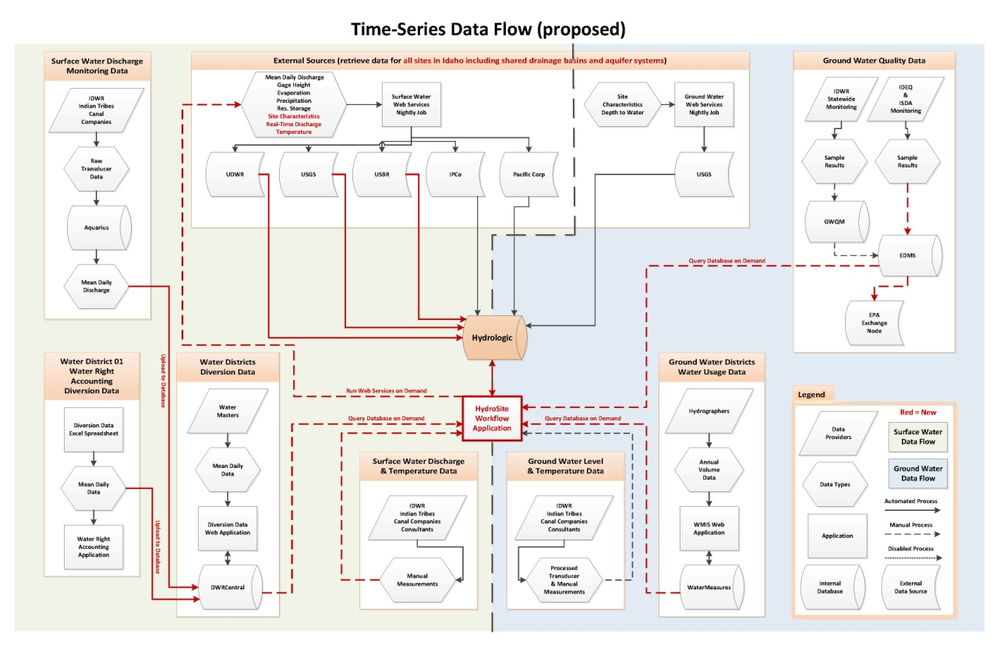 Time-Series Data Flow (proposed)
Surface Water Discharge
Monitoring Data
IDWR
Indian Tribes
Canal
Companies
Raw
Transducer
Data
Aquarius
Mean Daily
Discharge
External Sources (retrieve data for all sites in Idaho including shared drainage basins and aquifer systems)
Mean Daily Discharge
Gage Height
Evaporation
Precipitation
Res. Storage
Site Characteristics
Real-Time Discharge
Temperature
Surface Water
Web Services
Nightly Job
UDWR
USGS
USBR
IPCo
Pacific Corp
Site
Characteristics
Depth to Water
Ground Water
Web Services
Nightly Job
USGS
Ground Water Quality Data
IDWR
Statewide
Monitoring
IDEQ
&
ISDA
Monitoring
Sample
Results
Sample
Results
GWQM
EDMS
EPA
Exchange
Node
Query Database on Demand
Hydrologic
HydroSite
Workflow
Application
Run Web Services on Demand
Query Database on Demand
Query Database on Demand
Upload to Database
Upload to Database
Water District 01
Water Right
Accounting
Diversion Data
Diversion Data
Excel Spreadsheet
Mean Daily
Data
Water Right
Accounting
Application
Water Districts
Diversion Data
Water
Masters
Mean Daily
Data
Diversion Data
Web Application
DWRCentral
Surface Water Discharge
& Temperature Data
IDWR
Indian Tribes
Canal Companies
Consultants
Manual
Measurements
Ground Water Level
& Temperature Data
IDWR
Indian Tribes
Canal Companies
Consultants
Processed
Transducer
& Manual
Measurements
Ground Water Districts
Water Usage Data
Hydrographers
Annual
Volume
Data
WMIS Web
Application
WaterMeasures
Legend
Data
Providers
Red = New
Surface Water
Data Flow
Data Types
Ground Water
Data Flow
Automated Process
Application
Manual Process
Disabled Process
Internal
Database
External
Data Source